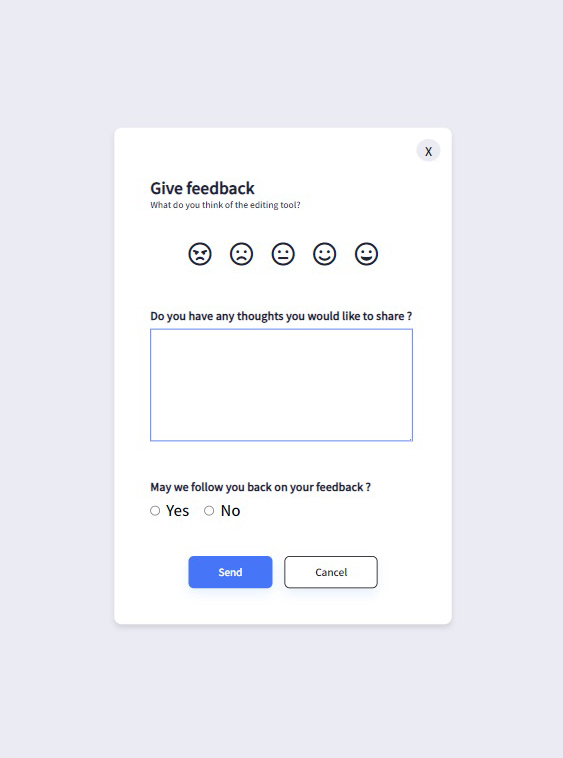 X
Give feedback
What do you think of the editing tool?
Do you have any thoughts you would like to share ?
May we follow you back on your feedback ?
Yes No
Send Cancel